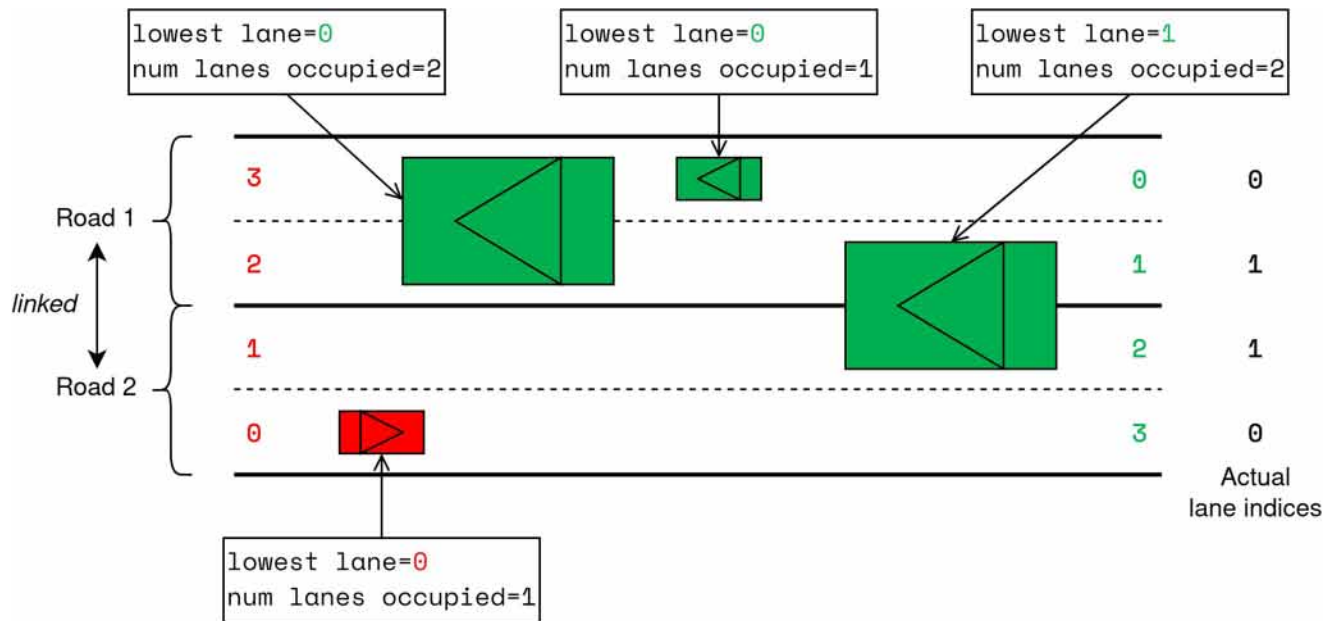 lowest lane=0
num lanes occupied=2
lowest lane=0
num lanes occupied=1
lowest lane=1
num lanes occupied=2
3
0
0
Road 1
2
1
1
linked
1
2
1
Road 2
0
3
0
Actual
lane indices
lowest lane=0
num lanes occupied=1